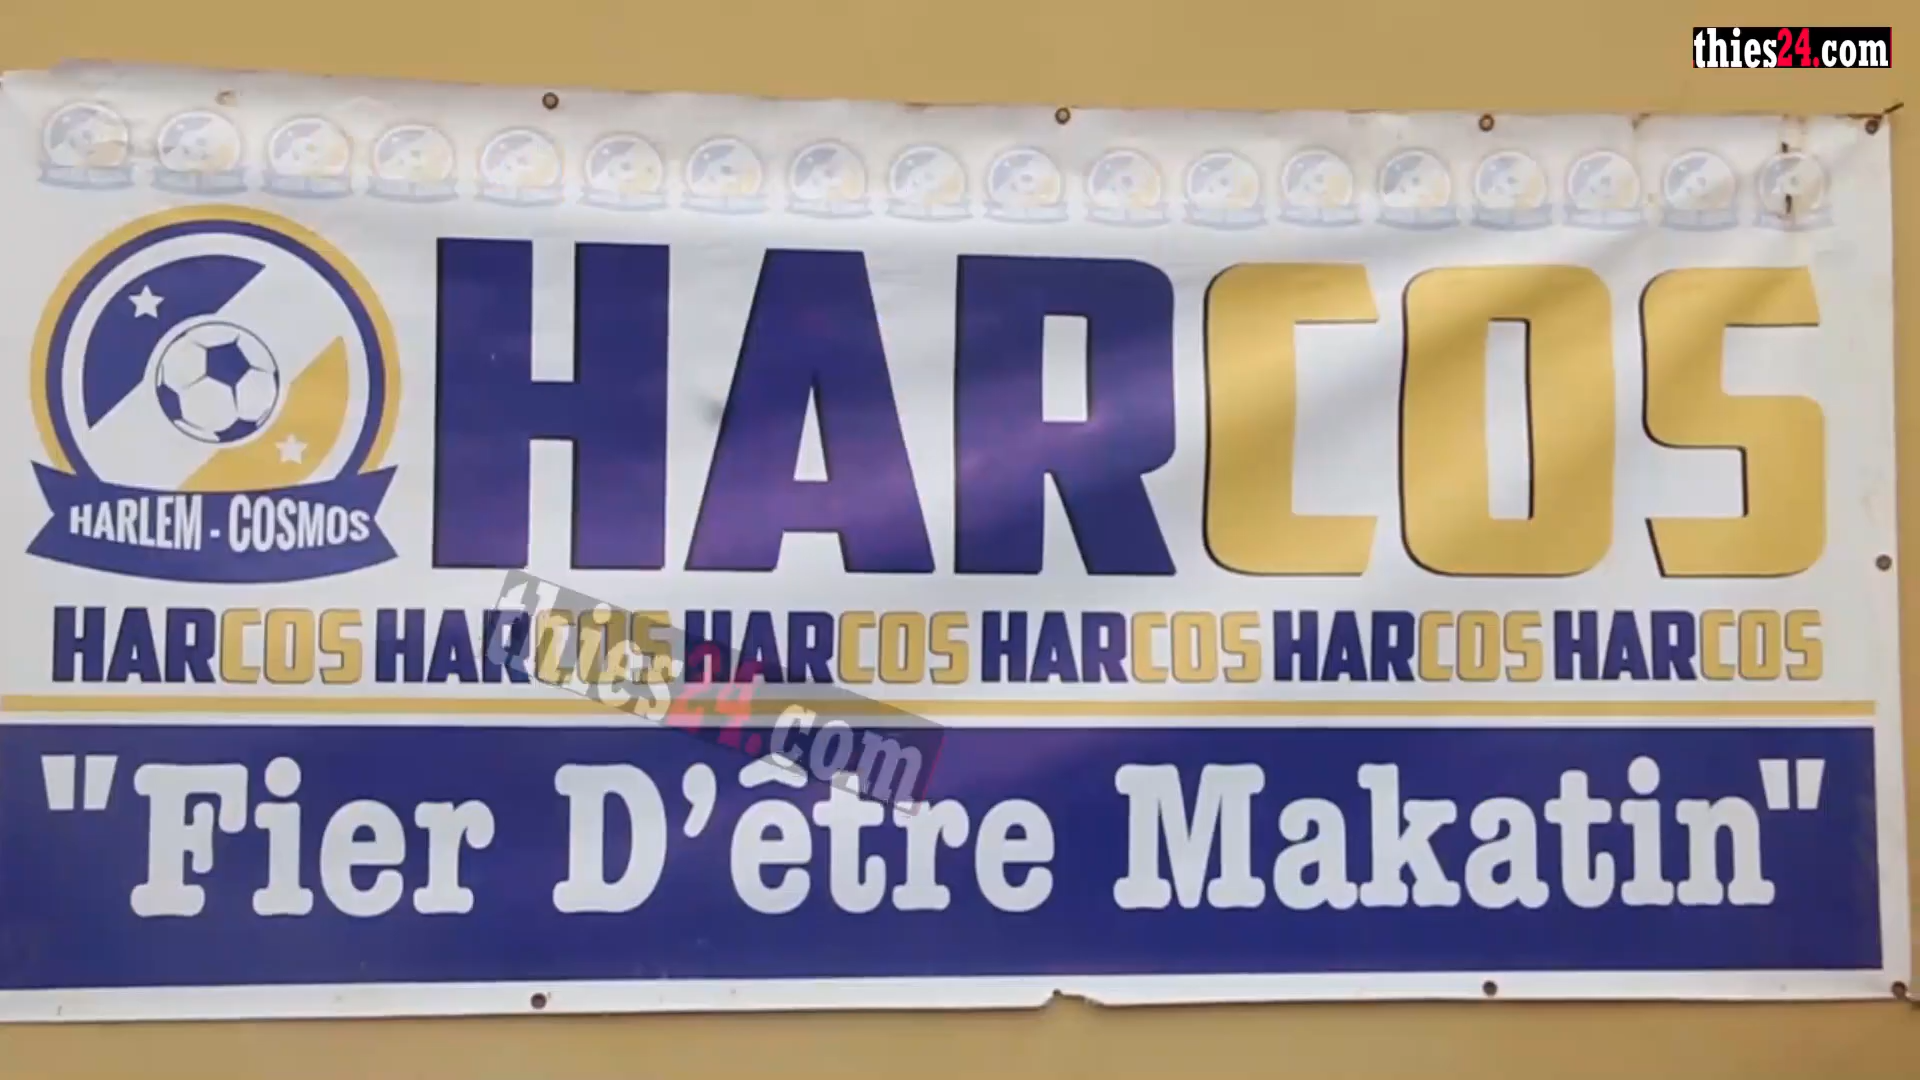 thies24.com
HARCOS
HARLEM - COSMOS
HARCOS HARCOS HARCOS HARCOS HARCOS HARCOS
thies24.com
"Fier D'être Makatin"